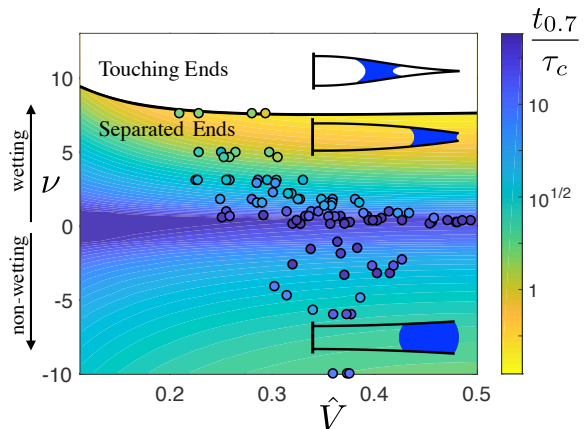 t₀.₇
τ_c
Touching Ends
Separated Ends
wetting
ν
non-wetting
10
5
0
-5
-10
0.2
0.3
0.4
0.5
V̂
10
10^{1/2}
1